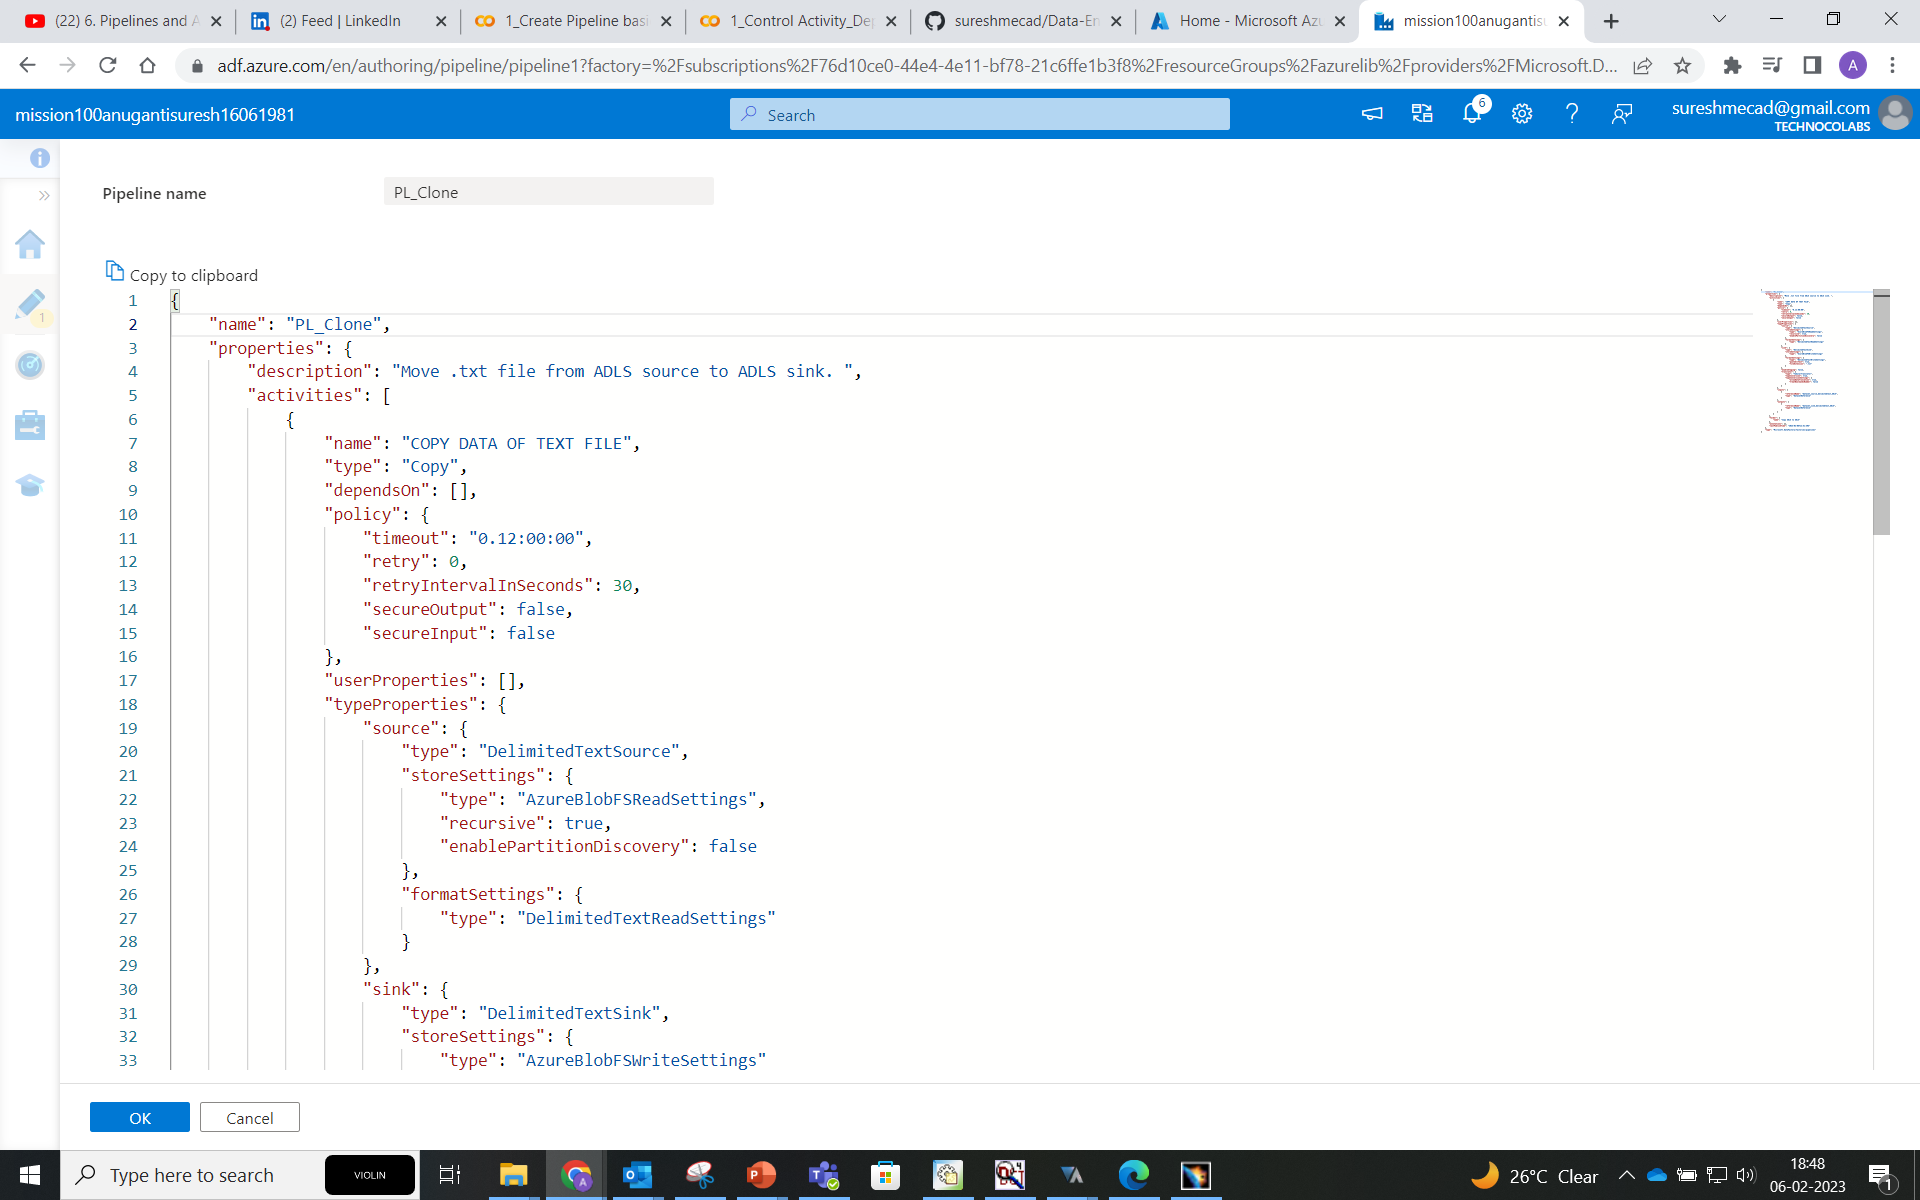 (22) 6. Pipelines and A
(2) Feed | LinkedIn
1_Create Pipeline basi
1_Control Activity_Dep
sureshmecad/Data-En
Home - Microsoft Azu
mission100anugantisu
adf.azure.com/en/authoring/pipeline/pipeline1?factory=%2Fsubscriptions%2F76d10ce0-44e4-4e11-bf78-21c6ffe1b3f8%2FresourceGroups%2Fazurelib%2Fproviders%2FMicrosoft.D...
A
mission100anugantisuresh16061981
Search
6
sureshmecad@gmail.com
TECHNOCOLABS
Pipeline name
PL_Clone
1
Copy to clipboard
1 {
2 "name": "PL_Clone",
3 "properties": {
4 "description": "Move .txt file from ADLS source to ADLS sink. ",
5 "activities": [
6 {
7 "name": "COPY DATA OF TEXT FILE",
8 "type": "Copy",
9 "dependsOn": [],
10 "policy": {
11 "timeout": "0.12:00:00",
12 "retry": 0,
13 "retryIntervalInSeconds": 30,
14 "secureOutput": false,
15 "secureInput": false
16 },
17 "userProperties": [],
18 "typeProperties": {
19 "source": {
20 "type": "DelimitedTextSource",
21 "storeSettings": {
22 "type": "AzureBlobFSReadSettings",
23 "recursive": true,
24 "enablePartitionDiscovery": false
25 },
26 "formatSettings": {
27 "type": "DelimitedTextReadSettings"
28 }
29 },
30 "sink": {
31 "type": "DelimitedTextSink",
32 "storeSettings": {
33 "type": "AzureBlobFSWriteSettings"
OK
Cancel
Type here to search
VIOLIN
26°C Clear
18:48
06-02-2023
1